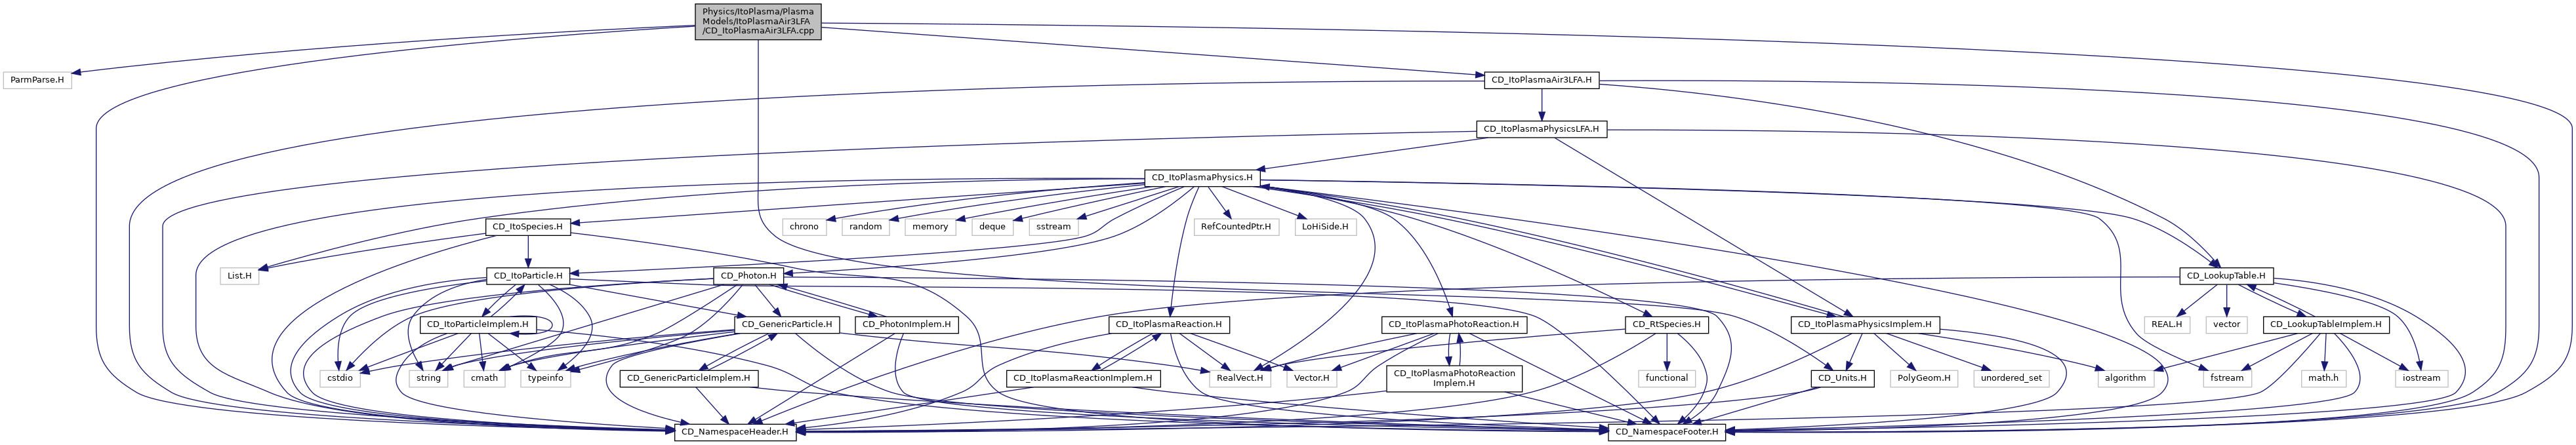 Physics/ItoPlasma/Plasma
Models/ItoPlasmaAir3LFA
/CD_ItoPlasmaAir3LFA.cpp
ParmParse.H
CD_ItoPlasmaAir3LFA.H
CD_ItoPlasmaPhysicsLFA.H
CD_ItoPlasmaPhysics.H
CD_ItoSpecies.H
chrono
random
memory
deque
sstream
RefCountedPtr.H
LoHiSide.H
List.H
CD_ItoParticle.H
CD_Photon.H
CD_LookupTable.H
CD_ItoParticleImplem.H
CD_GenericParticle.H
CD_PhotonImplem.H
CD_ItoPlasmaReaction.H
CD_ItoPlasmaPhotoReaction.H
CD_RtSpecies.H
CD_ItoPlasmaPhysicsImplem.H
REAL.H
vector
CD_LookupTableImplem.H
cstdio
string
cmath
typeinfo
CD_GenericParticleImplem.H
CD_ItoPlasmaReactionImplem.H
RealVect.H
Vector.H
CD_ItoPlasmaPhotoReaction
Implem.H
functional
CD_Units.H
PolyGeom.H
unordered_set
algorithm
fstream
math.h
iostream
CD_NamespaceHeader.H
CD_NamespaceFooter.H